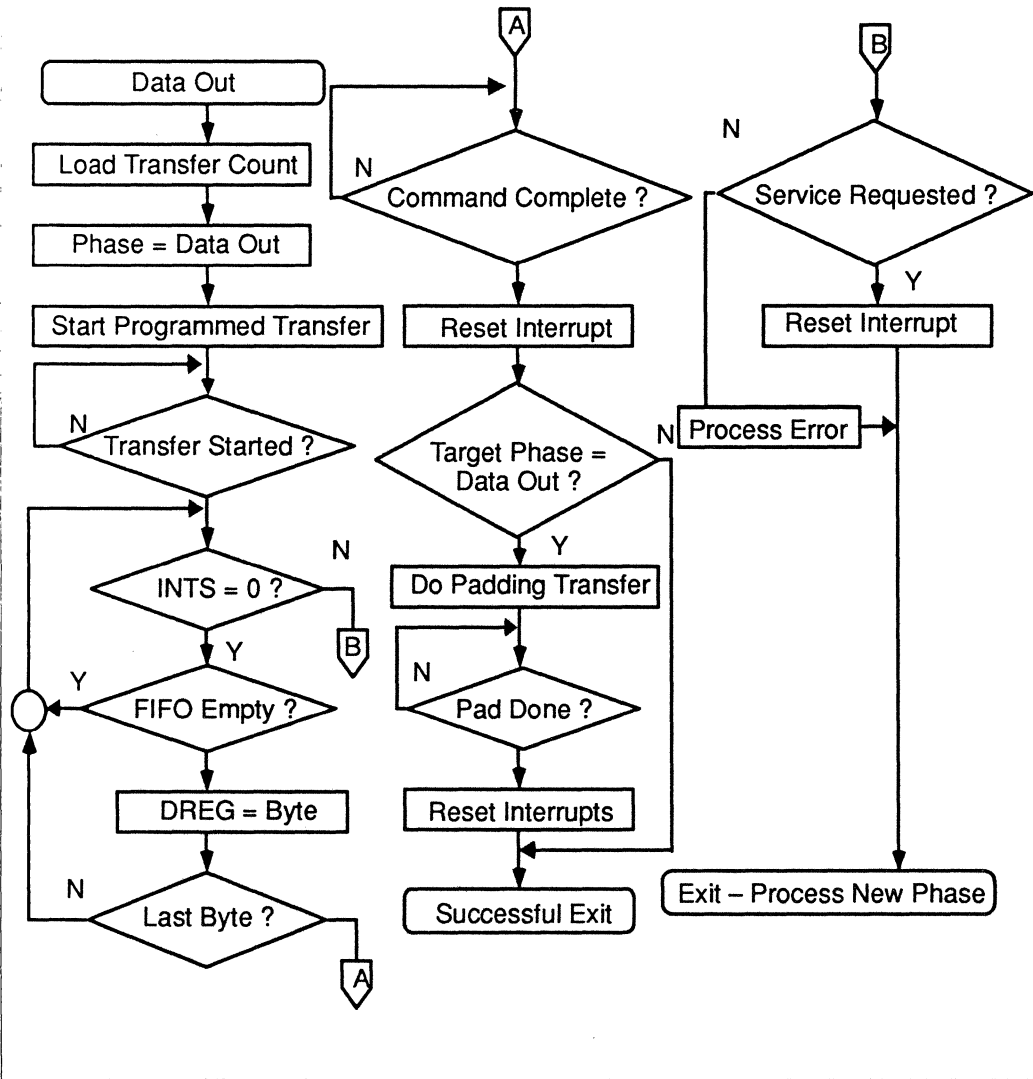 Data Out
Load Transfer Count
Phase = Data Out
Start Programmed Transfer
N
Transfer Started ?
INTS = 0 ?
N
B
Y
FIFO Empty ?
Y
DREG = Byte
Last Byte ?
N
A
A
Command Complete ?
N
Reset Interrupt
Target Phase =
Data Out ?
N
Y
Do Padding Transfer
N
Pad Done ?
Reset Interrupts
Successful Exit
B
N
Service Requested ?
Y
Reset Interrupt
Process Error
Exit – Process New Phase